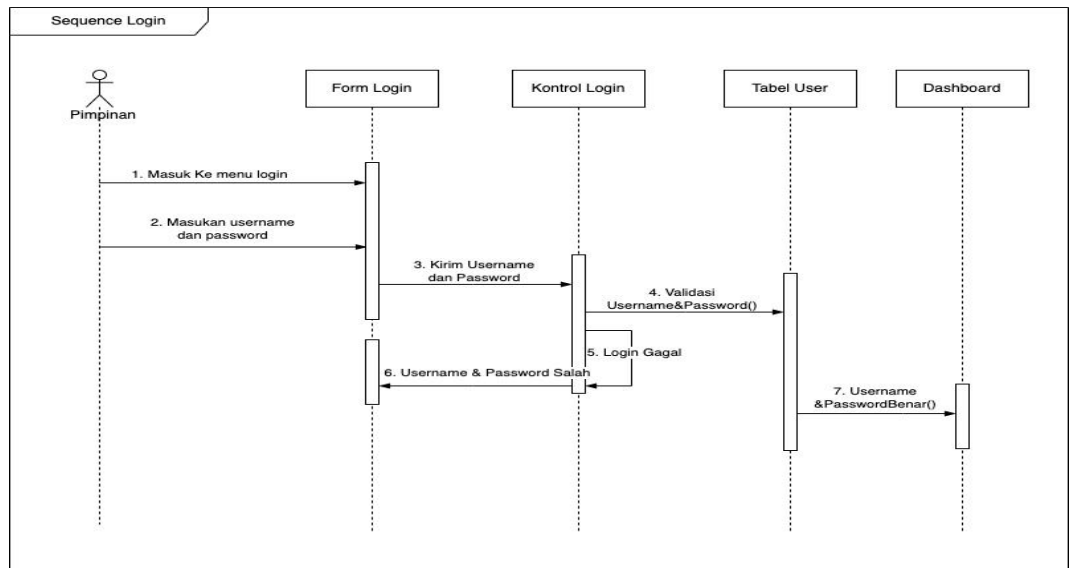 Sequence Login
Pimpinan
Form Login
Kontrol Login
Tabel User
Dashboard
1. Masuk Ke menu login
2. Masukan username
dan password
3. Kirim Username
dan Password
4. Validasi
Username&Password()
5. Login Gagal
6. Username & Password Salah
7. Username
&PasswordBenar()